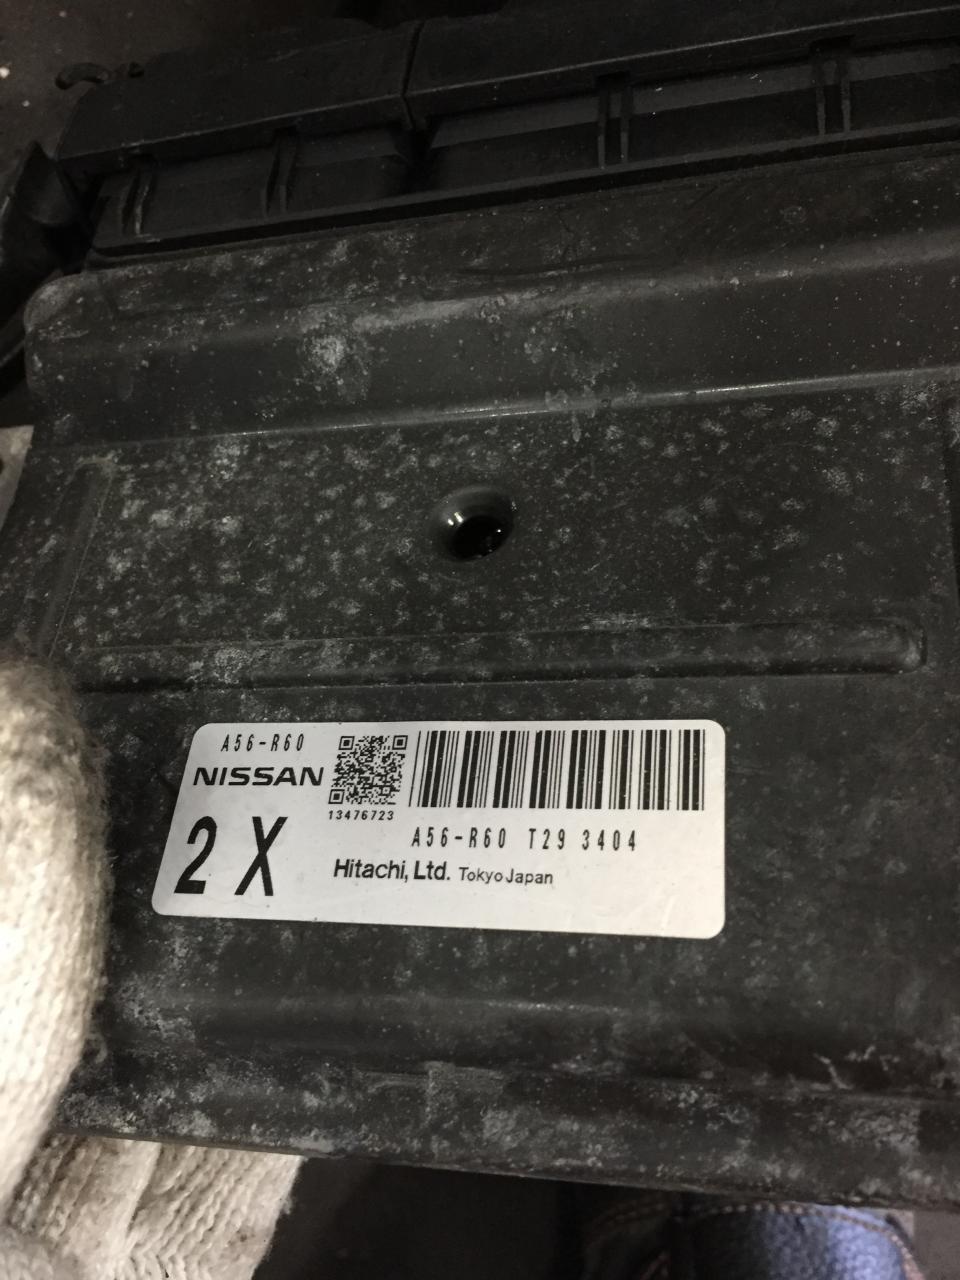 A56-R60
NISSAN
13476723
2 X
A56-R60 T29 3404
Hitachi, Ltd. Tokyo Japan